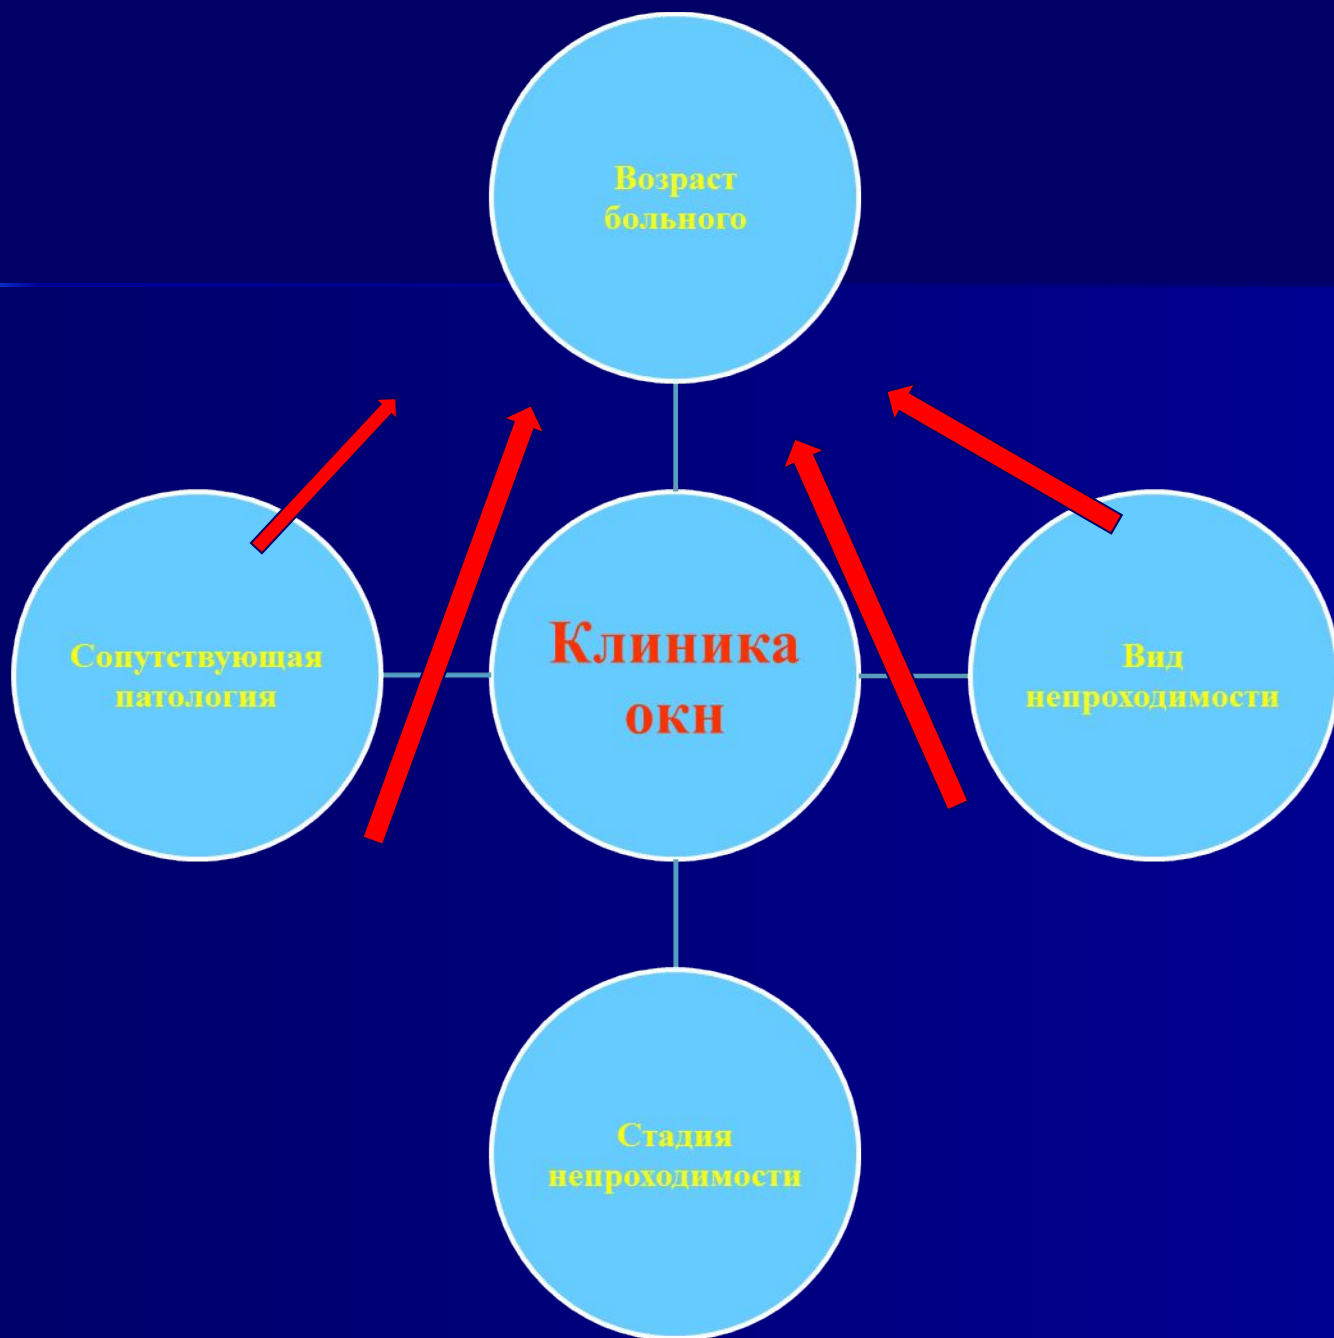 Возраст
больного
Сопутствующая
патология
Клиника
окн
Вид
непроходимости
Стадия
непроходимости